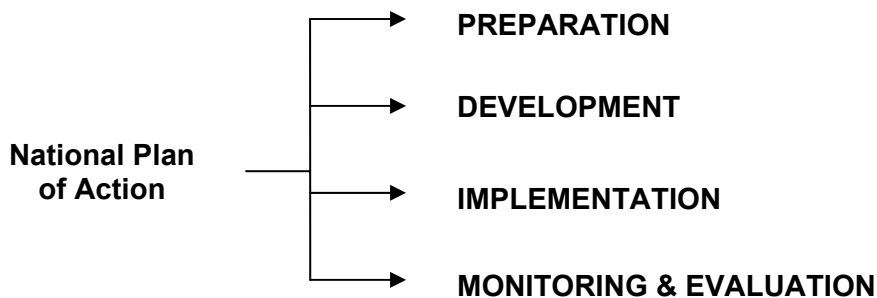 National Plan
of Action
PREPARATION
DEVELOPMENT
IMPLEMENTATION
MONITORING & EVALUATION